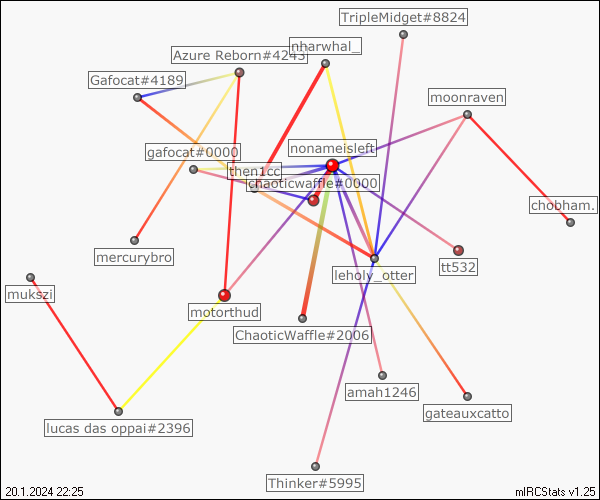 TripleMidget#8824
nharwhal_
Azure Reborn#4243
Gafocat#4189
moonraven
nonameisleft
gafocat#0000
then1cc
chaoticwaffle#0000
chobham.
mercurybro
leholy_otter
tt532
mukszi
motorthud
ChaoticWaffle#2006
amah1246
gateauxcatto
lucas das oppai#2396
Thinker#5995
20.1.2024 22:25
mIRCStats v1.25